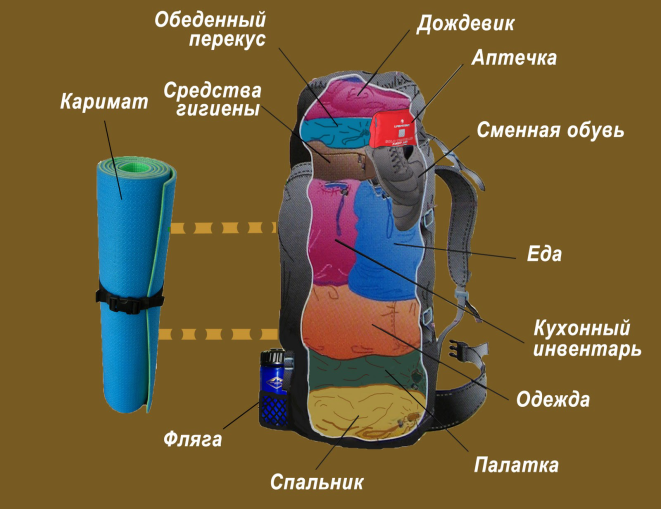 Обеденный
перекус
Дождевик
Аптечка
Средства
гигиены
Каримат
Сменная обувь
Еда
Кухонный
инвентарь
Одежда
Фляга
Палатка
Спальник